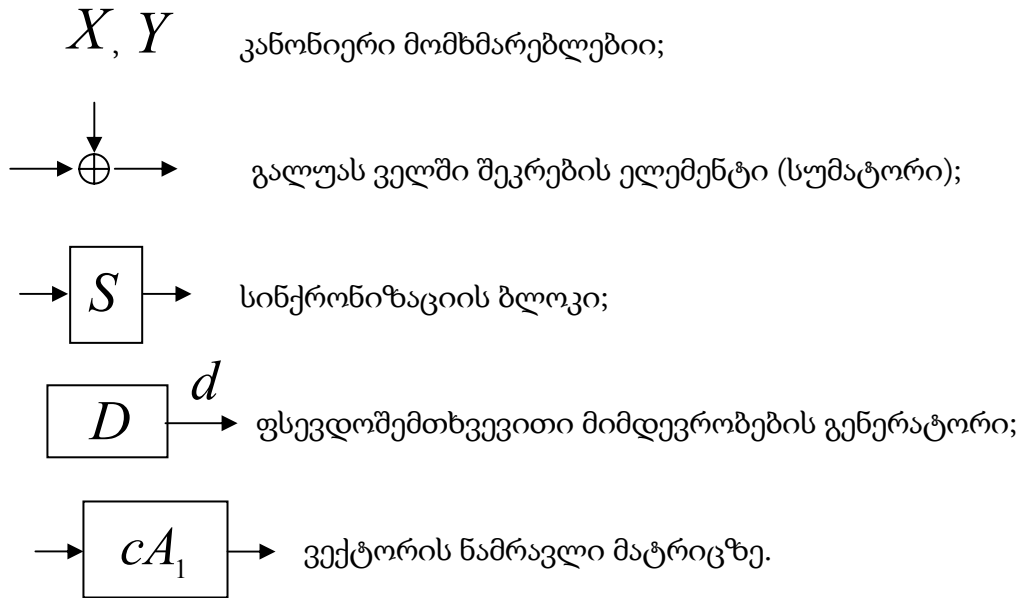 X, Y კანონიერი მომხმარებლებიი;
⊕ გალუას ველში შეკრების ელემენტი (სუმატორი);
S სინქრონიზაციის ბლოკი;
D d ფსევდოშემთხვევითი მიმდევრობების გენერატორი;
cA₁ ვექტორის ნამრავლი მატრიცზე.